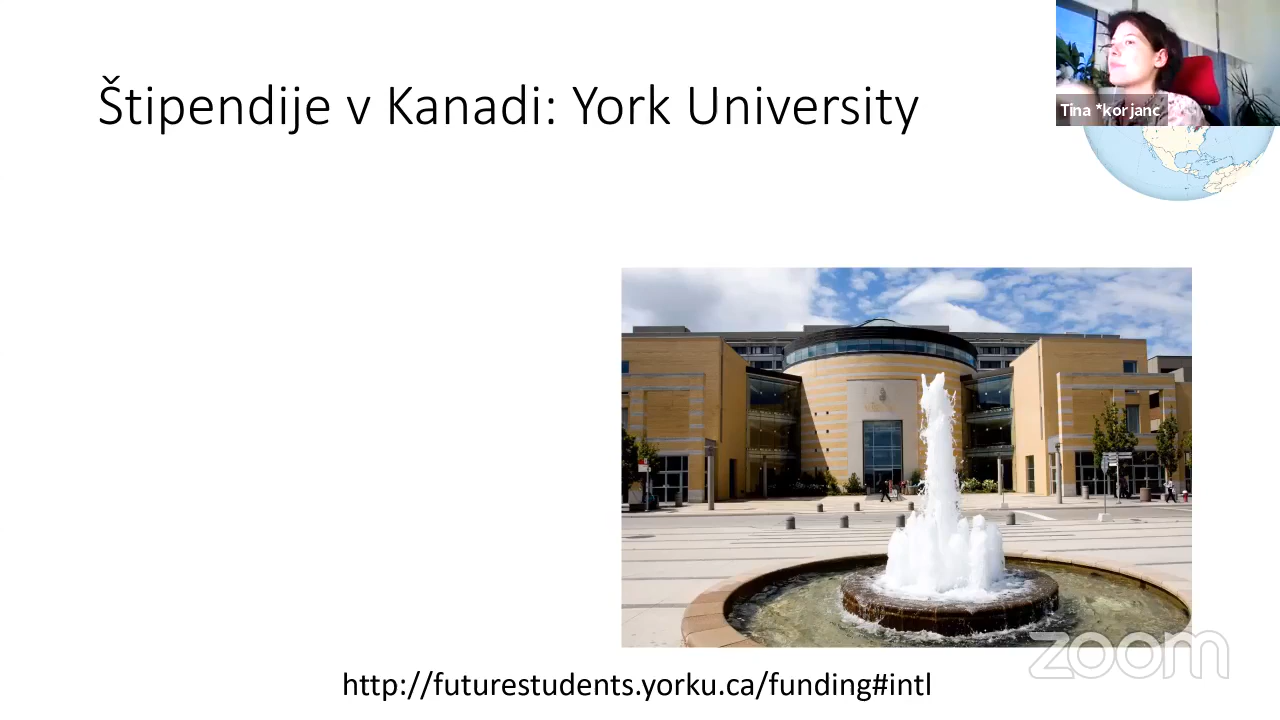 Štipendije v Kanadi: York University
Tina *korjanc
zoom
http://futurestudents.yorku.ca/funding#intl